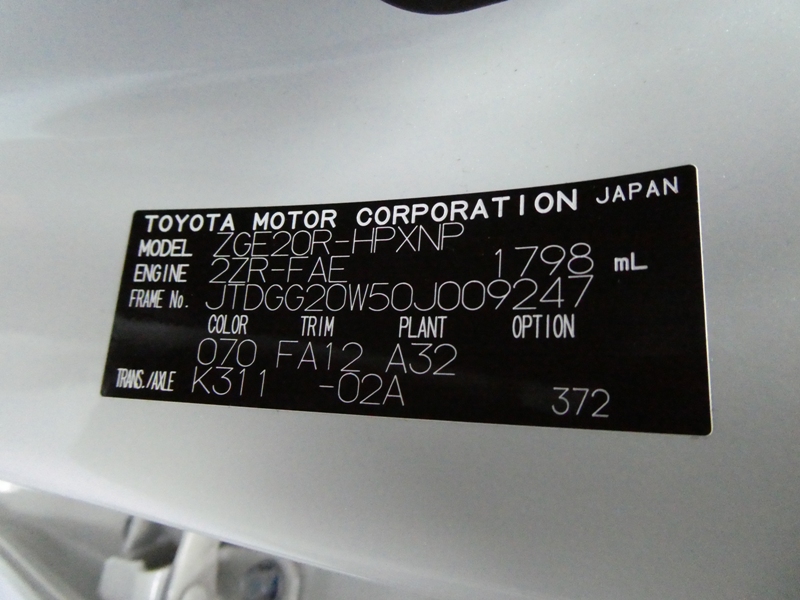 TOYOTA MOTOR CORPORATION JAPAN
MODEL ZGE20R-HPXNP
ENGINE 2ZR-FAE 1798 mL
FRAME No. JTDGG20W50J009247
COLOR TRIM PLANT OPTION
070 FA12 A32
TRANS./AXLE K311 -02A
372